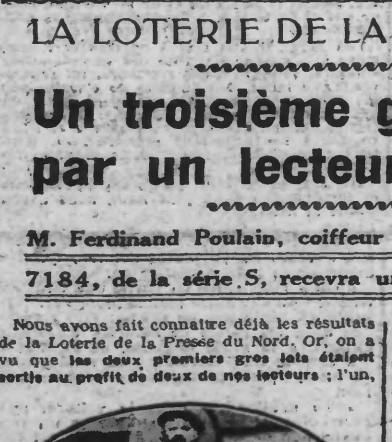 LA LOTERIE DE LA
Un troisième g
par un lecteur
M. Ferdinand Poulain, coiffeur
7184, de la série S, recevra u
Nous avons fait connaître déjà les résultats
de la Loterie de la Presse du Nord. Or, on a
vu que les deux premiers gros lots étaient
sortis au profit de deux de nos lecteurs ; l'un,